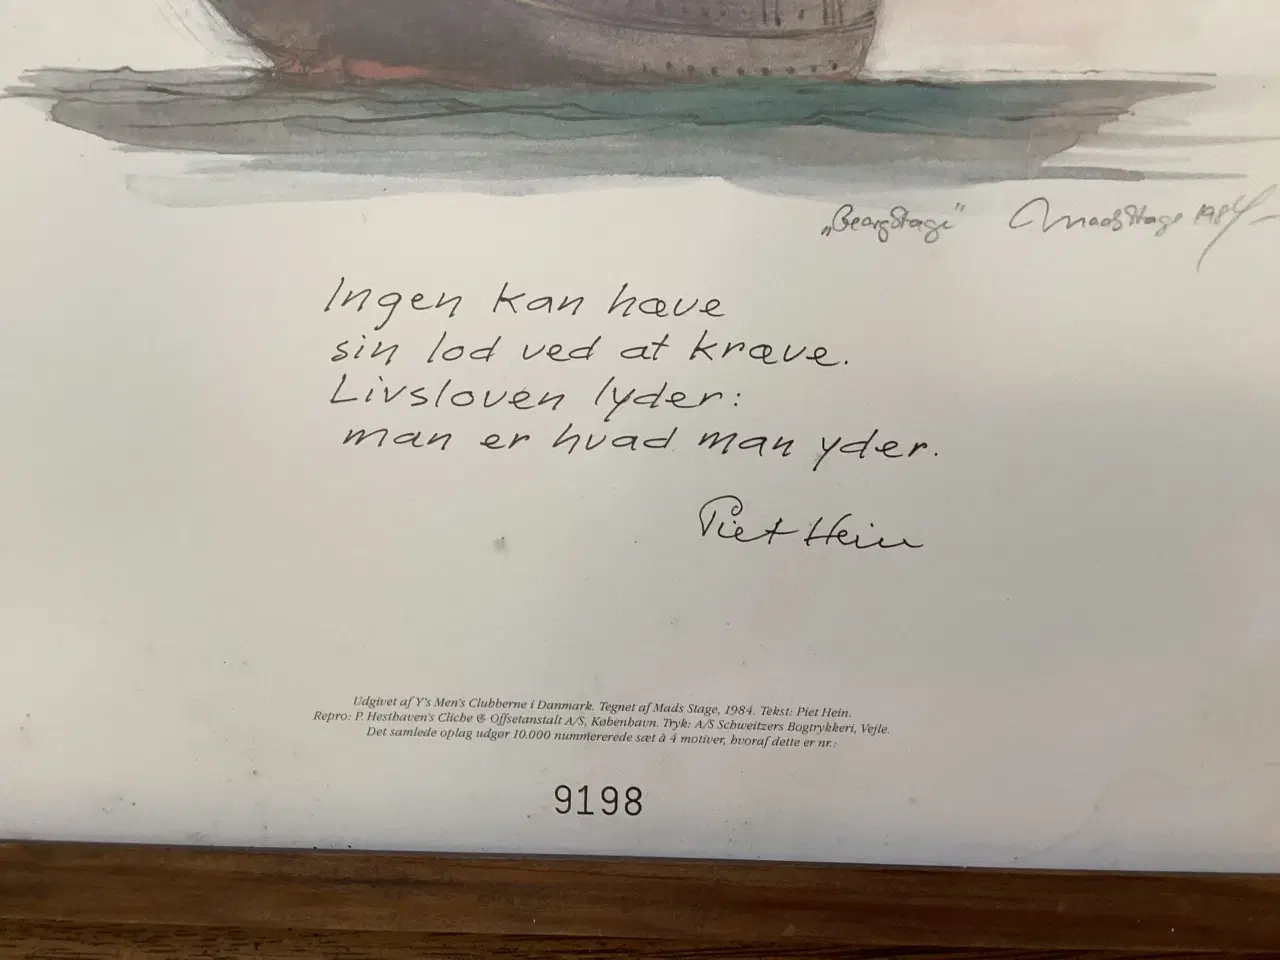 „Georg Stage" Mads Stage 1984
Ingen kan hæve
sin lod ved at kræve.
Livsloven lyder:
man er hvad man yder.
Piet Hein
Udgivet af Y's Men's Clubberne i Danmark. Tegnet af Mads Stage, 1984. Tekst: Piet Hein.
Repro: P. Hesthaven's Cliche & Offsetanstalt A/S, København. Tryk: A/S Schweitzers Bogtrykkeri, Vejle.
Det samlede oplag udgør 10.000 nummererede sæt à 4 motiver, hvoraf dette er nr.:
9198